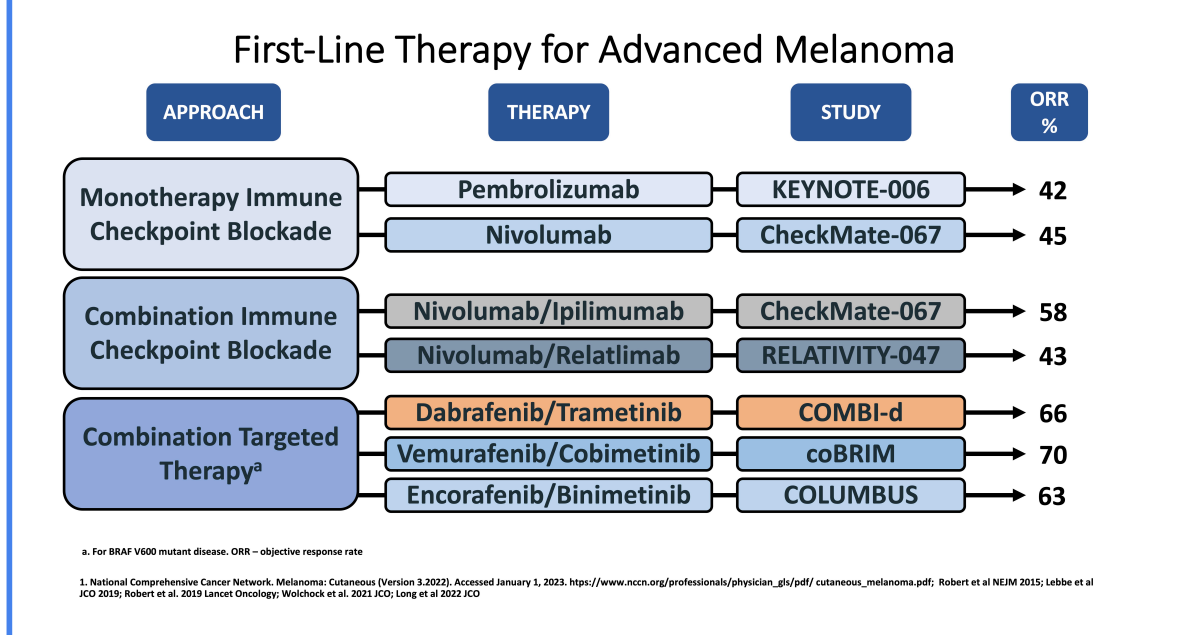 First-Line Therapy for Advanced Melanoma
APPROACH
THERAPY
STUDY
ORR
%
Monotherapy Immune
Checkpoint Blockade
Pembrolizumab
KEYNOTE-006
42
Nivolumab
CheckMate-067
45
Combination Immune
Checkpoint Blockade
Nivolumab/Ipilimumab
CheckMate-067
58
Nivolumab/Relatlimab
RELATIVITY-047
43
Combination Targeted
Therapyᵃ
Dabrafenib/Trametinib
COMBI-d
66
Vemurafenib/Cobimetinib
coBRIM
70
Encorafenib/Binimetinib
COLUMBUS
63
a. For BRAF V600 mutant disease. ORR – objective response rate
1. National Comprehensive Cancer Network. Melanoma: Cutaneous (Version 3.2022). Accessed January 1, 2023. htps://www.nccn.org/professionals/physician_gls/pdf/ cutaneous_melanoma.pdf;  Robert et al NEJM 2015; Lebbe et al
JCO 2019; Robert et al. 2019 Lancet Oncology; Wolchock et al. 2021 JCO; Long et al 2022 JCO